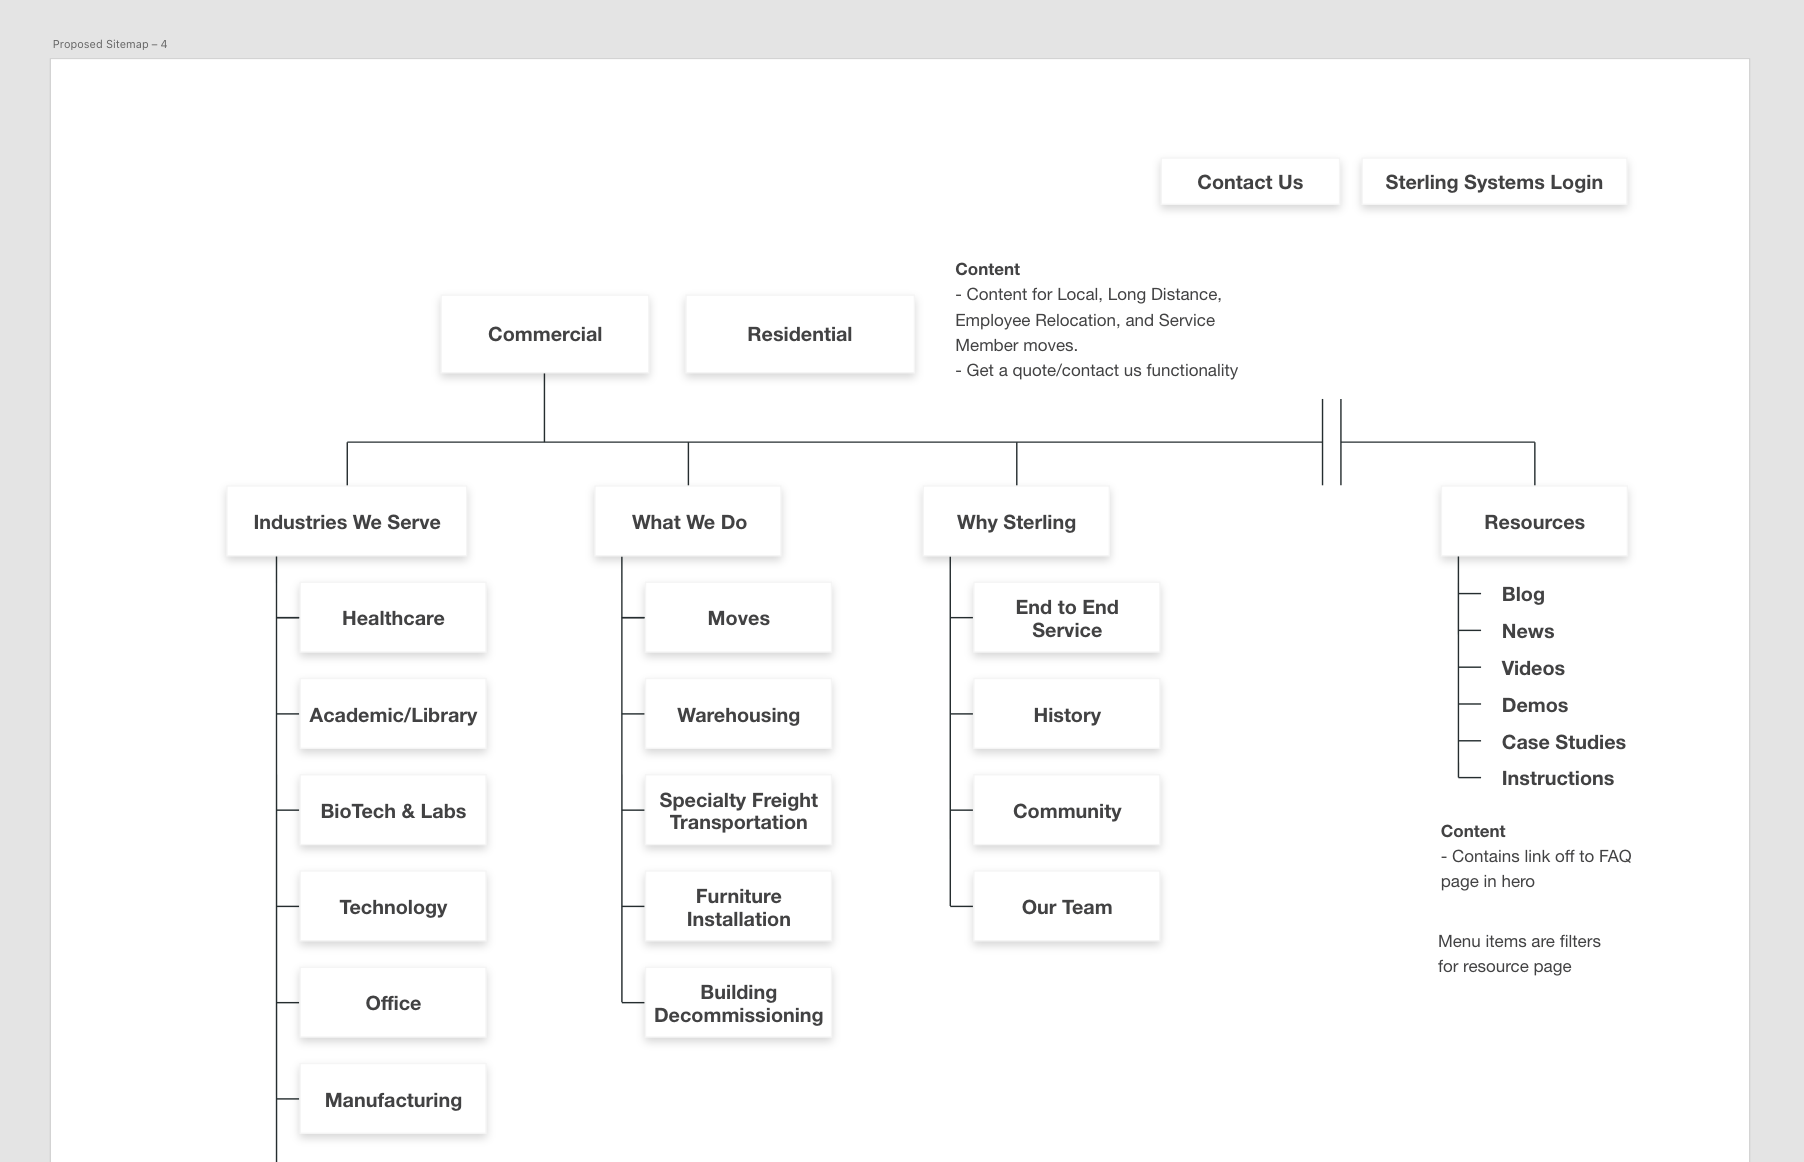 Proposed Sitemap – 4
Contact Us
Sterling Systems Login
Commercial
Residential
Content
- Content for Local, Long Distance,
Employee Relocation, and Service
Member moves.
- Get a quote/contact us functionality
Industries We Serve
Healthcare
Academic/Library
BioTech & Labs
Technology
Office
Manufacturing
What We Do
Moves
Warehousing
Specialty Freight
Transportation
Furniture
Installation
Building
Decommissioning
Why Sterling
End to End
Service
History
Community
Our Team
Resources
Blog
News
Videos
Demos
Case Studies
Instructions
Content
- Contains link off to FAQ
page in hero
Menu items are filters
for resource page